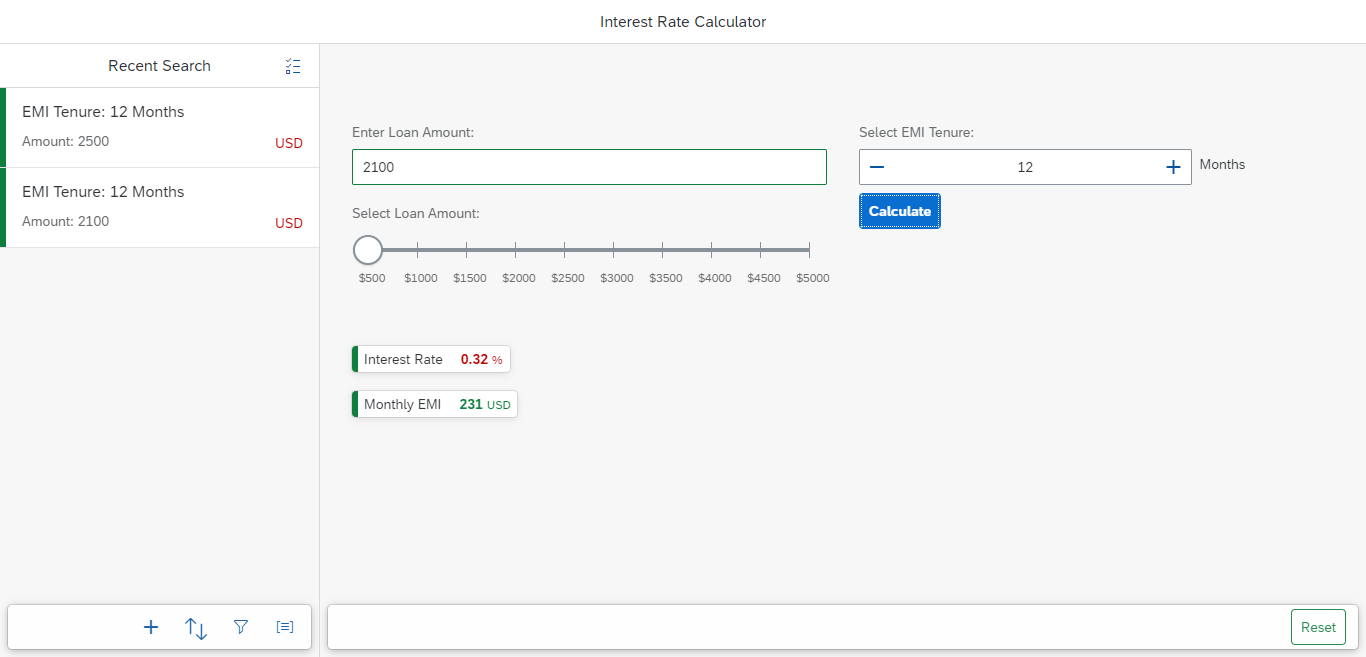 Interest Rate Calculator
Recent Search
EMI Tenure: 12 Months
Amount: 2500
USD
EMI Tenure: 12 Months
Amount: 2100
USD
Enter Loan Amount:
2100
Select EMI Tenure:
12
Months
Calculate
Select Loan Amount:
$500 $1000 $1500 $2000 $2500 $3000 $3500 $4000 $4500 $5000
Interest Rate 0.32 %
Monthly EMI 231 USD
Reset